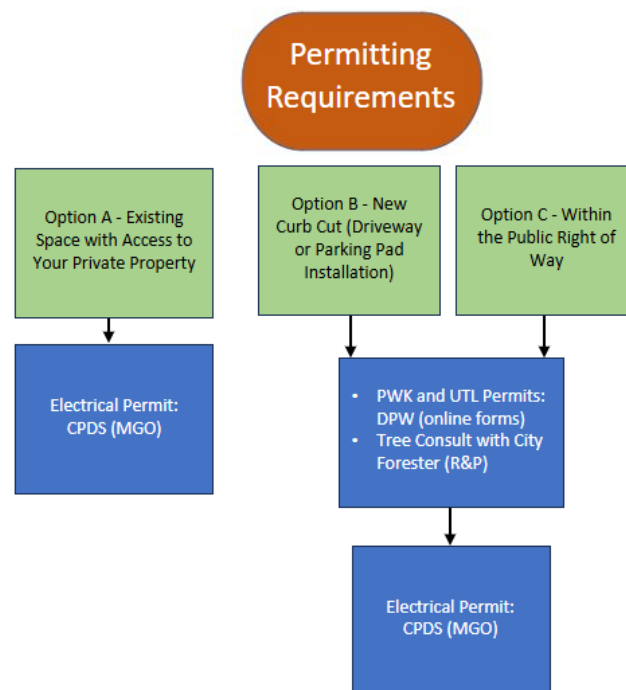 Permitting
Requirements
Option A - Existing
Space with Access to
Your Private Property
Option B - New
Curb Cut (Driveway
or Parking Pad
Installation)
Option C - Within
the Public Right of
Way
Electrical Permit:
CPDS (MGO)
• PWK and UTL Permits:
DPW (online forms)
• Tree Consult with City
Forester (R&P)
Electrical Permit:
CPDS (MGO)